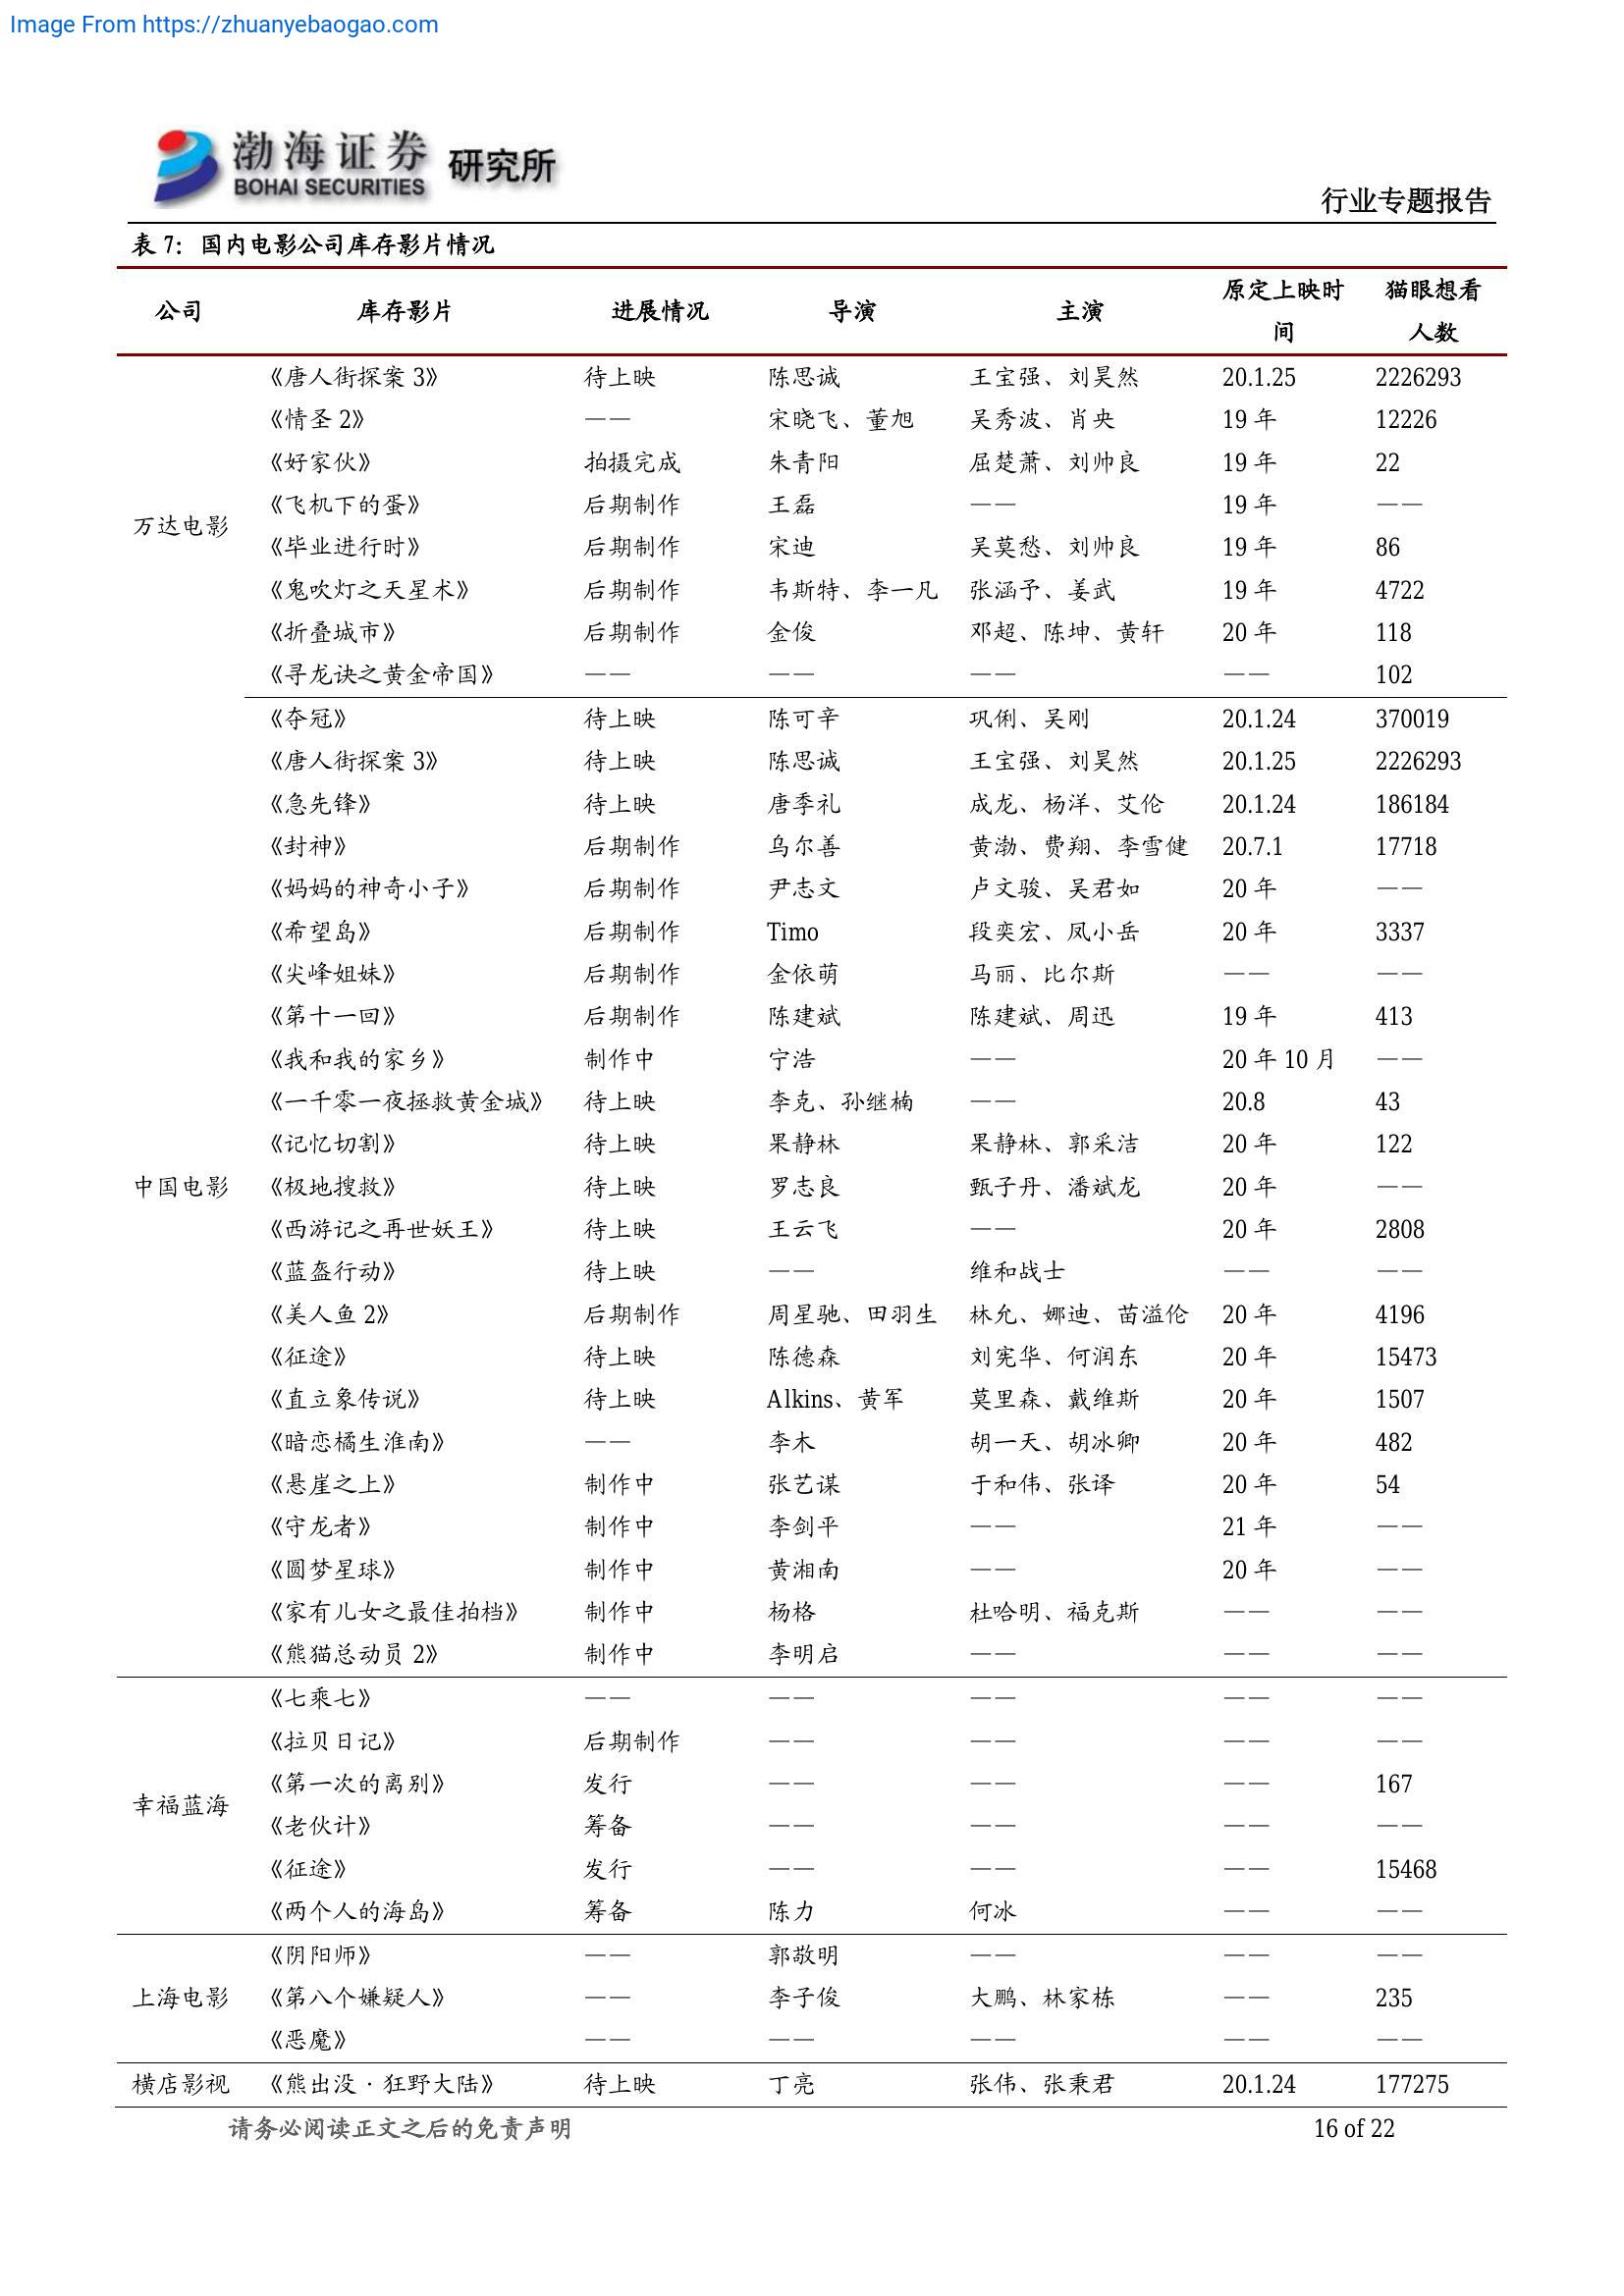 Image From https://zhuanyebaogao.com
渤海证券 研究所
BOHAI SECURITIES
行业专题报告
表 7：国内电影公司库存影片情况
公司 库存影片 进展情况 导演 主演 原定上映时间 猫眼想看人数
《唐人街探案 3》 待上映 陈思诚 王宝强、刘昊然 20.1.25 2226293
《情圣 2》 —— 宋晓飞、董旭 吴秀波、肖央 19 年 12226
《好家伙》 拍摄完成 朱青阳 屈楚萧、刘帅良 19 年 22
《飞机下的蛋》 后期制作 王磊 —— 19 年 ——
万达电影
《毕业进行时》 后期制作 宋迪 吴莫愁、刘帅良 19 年 86
《鬼吹灯之天星术》 后期制作 韦斯特、李一凡 张涵予、姜武 19 年 4722
《折叠城市》 后期制作 金俊 邓超、陈坤、黄轩 20 年 118
《寻龙诀之黄金帝国》 —— —— —— —— 102
《夺冠》 待上映 陈可辛 巩俐、吴刚 20.1.24 370019
《唐人街探案 3》 待上映 陈思诚 王宝强、刘昊然 20.1.25 2226293
《急先锋》 待上映 唐季礼 成龙、杨洋、艾伦 20.1.24 186184
《封神》 后期制作 乌尔善 黄渤、费翔、李雪健 20.7.1 17718
《妈妈的神奇小子》 后期制作 尹志文 卢文骏、吴君如 20 年 ——
《希望岛》 后期制作 Timo 段奕宏、凤小岳 20 年 3337
《尖峰姐妹》 后期制作 金依萌 马丽、比尔斯 —— ——
《第十一回》 后期制作 陈建斌 陈建斌、周迅 19 年 413
《我和我的家乡》 制作中 宁浩 —— 20 年 10 月 ——
《一千零一夜拯救黄金城》 待上映 李克、孙继楠 —— 20.8 43
《记忆切割》 待上映 果静林 果静林、郭采洁 20 年 122
中国电影 《极地搜救》 待上映 罗志良 甄子丹、潘斌龙 20 年 ——
《西游记之再世妖王》 待上映 王云飞 —— 20 年 2808
《蓝盔行动》 待上映 —— 维和战士 —— ——
《美人鱼 2》 后期制作 周星驰、田羽生 林允、娜迪、苗溢伦 20 年 4196
《征途》 待上映 陈德森 刘宪华、何润东 20 年 15473
《直立象传说》 待上映 Alkins、黄军 莫里森、戴维斯 20 年 1507
《暗恋橘生淮南》 —— 李木 胡一天、胡冰卿 20 年 482
《悬崖之上》 制作中 张艺谋 于和伟、张译 20 年 54
《守龙者》 制作中 李剑平 —— 21 年 ——
《圆梦星球》 制作中 黄湘南 —— 20 年 ——
《家有儿女之最佳拍档》 制作中 杨格 杜哈明、福克斯 —— ——
《熊猫总动员 2》 制作中 李明启 —— —— ——
《七乘七》 —— —— —— —— ——
《拉贝日记》 后期制作 —— —— —— ——
《第一次的离别》 发行 —— —— —— 167
幸福蓝海
《老伙计》 筹备 —— —— —— ——
《征途》 发行 —— —— —— 15468
《两个人的海岛》 筹备 陈力 何冰 —— ——
《阴阳师》 —— 郭敬明 —— —— ——
上海电影 《第八个嫌疑人》 —— 李子俊 大鹏、林家栋 —— 235
《恶魔》 —— —— —— —— ——
横店影视 《熊出没·狂野大陆》 待上映 丁亮 张伟、张秉君 20.1.24 177275
请务必阅读正文之后的免责声明 16 of 22